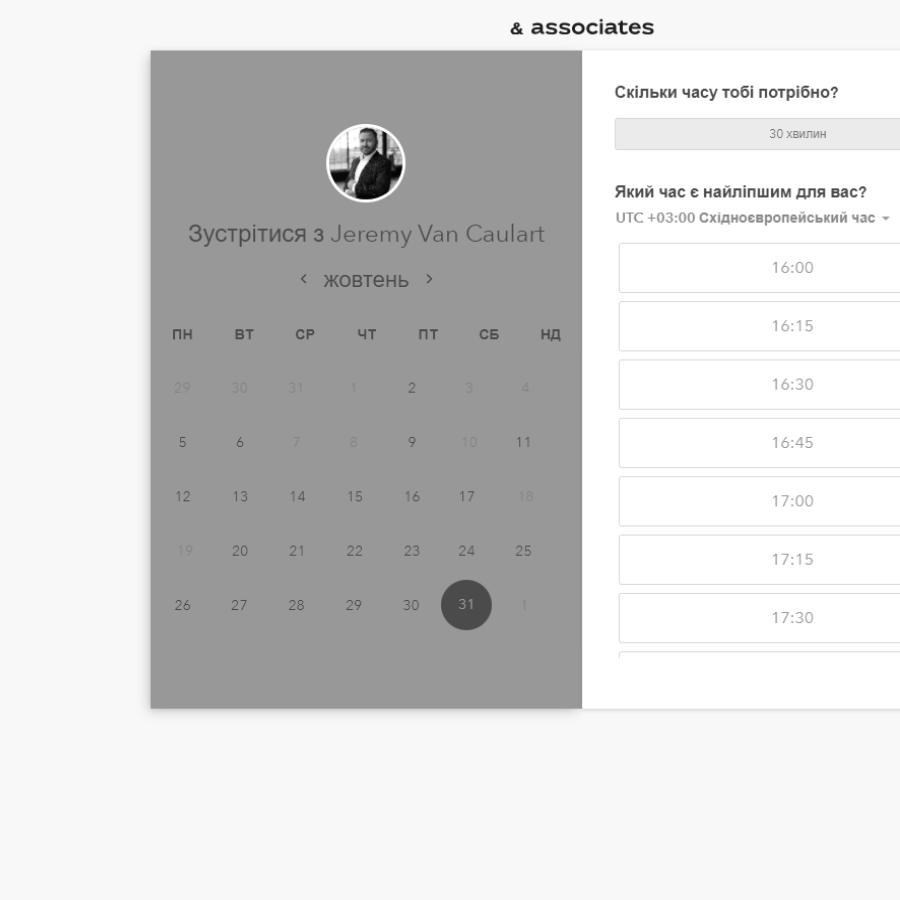 & associates
Зустрітися з Jeremy Van Caulart
жовтень
ПН ВТ СР ЧТ ПТ СБ НД
29 30 31 1 2 3 4
5 6 7 8 9 10 11
12 13 14 15 16 17 18
19 20 21 22 23 24 25
26 27 28 29 30 31 1
Скільки часу тобі потрібно?
30 хвилин
Який час є найліпшим для вас?
UTC +03:00 Східноєвропейський час
16:00
16:15
16:30
16:45
17:00
17:15
17:30